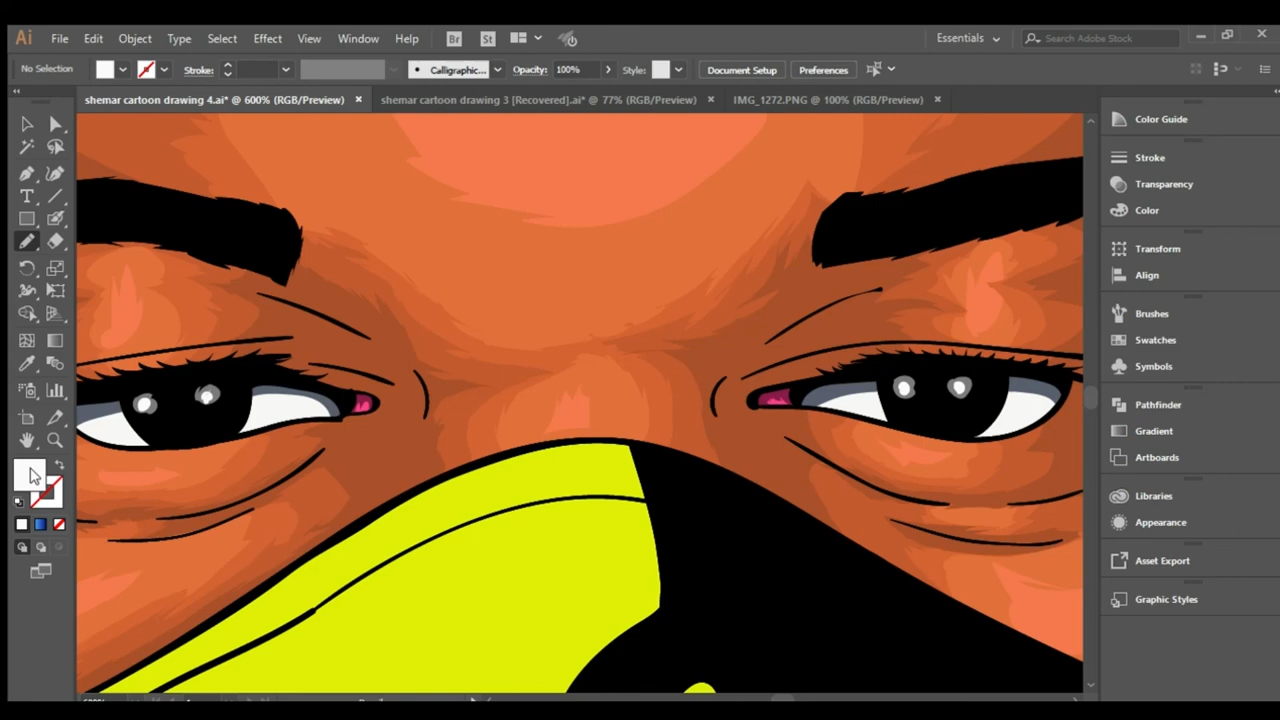 Ai File Edit Object Type Select Effect View Window Help Br St Essentials Search Adobe Stock
No Selection Stroke: Calligraphic... Opacity: 100% Style: Document Setup Preferences
shemar cartoon drawing 4.ai* @ 600% (RGB/Preview) × shemar cartoon drawing 3 [Recovered].ai* @ 77% (RGB/Preview) × IMG_1272.PNG @ 100% (RGB/Preview) ×
Color Guide
Stroke
Transparency
Color
Transform
Align
Brushes
Swatches
Symbols
Pathfinder
Gradient
Artboards
Libraries
Appearance
Asset Export
Graphic Styles